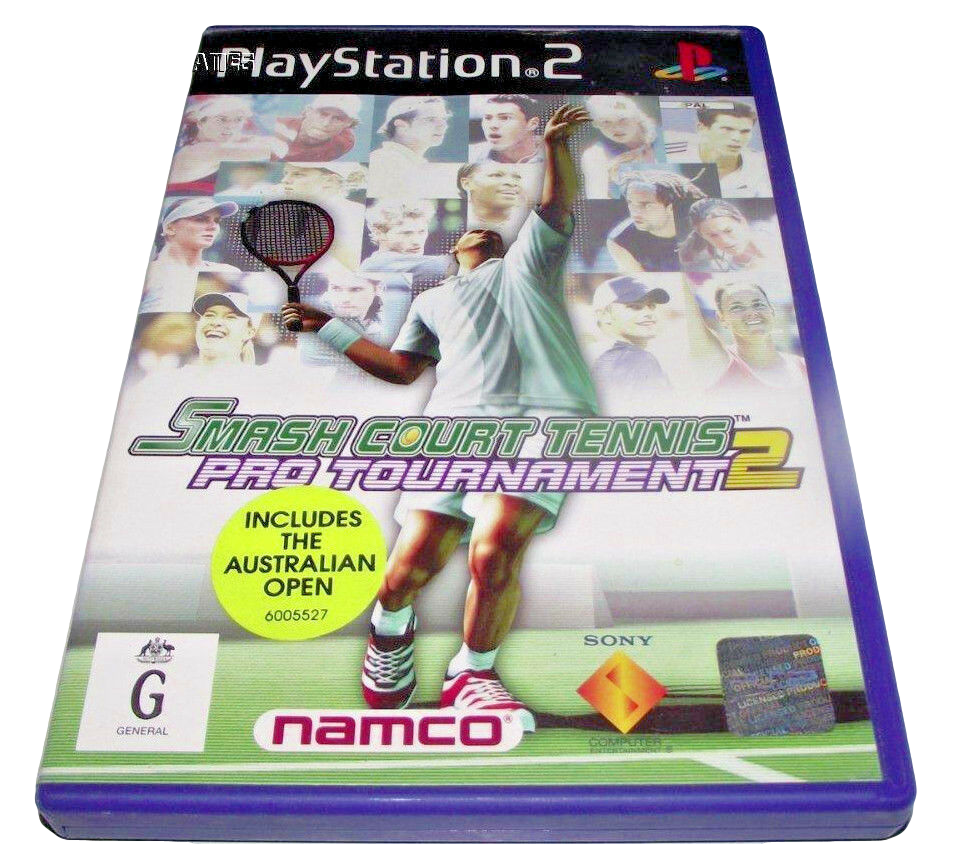 PlayStation®2
PAL
SMASH COURT TENNIS™
PRO TOURNAMENT 2
INCLUDES
THE
AUSTRALIAN
OPEN
6005527
G
GENERAL
namco®
SONY
COMPUTER
ENTERTAINMENT®